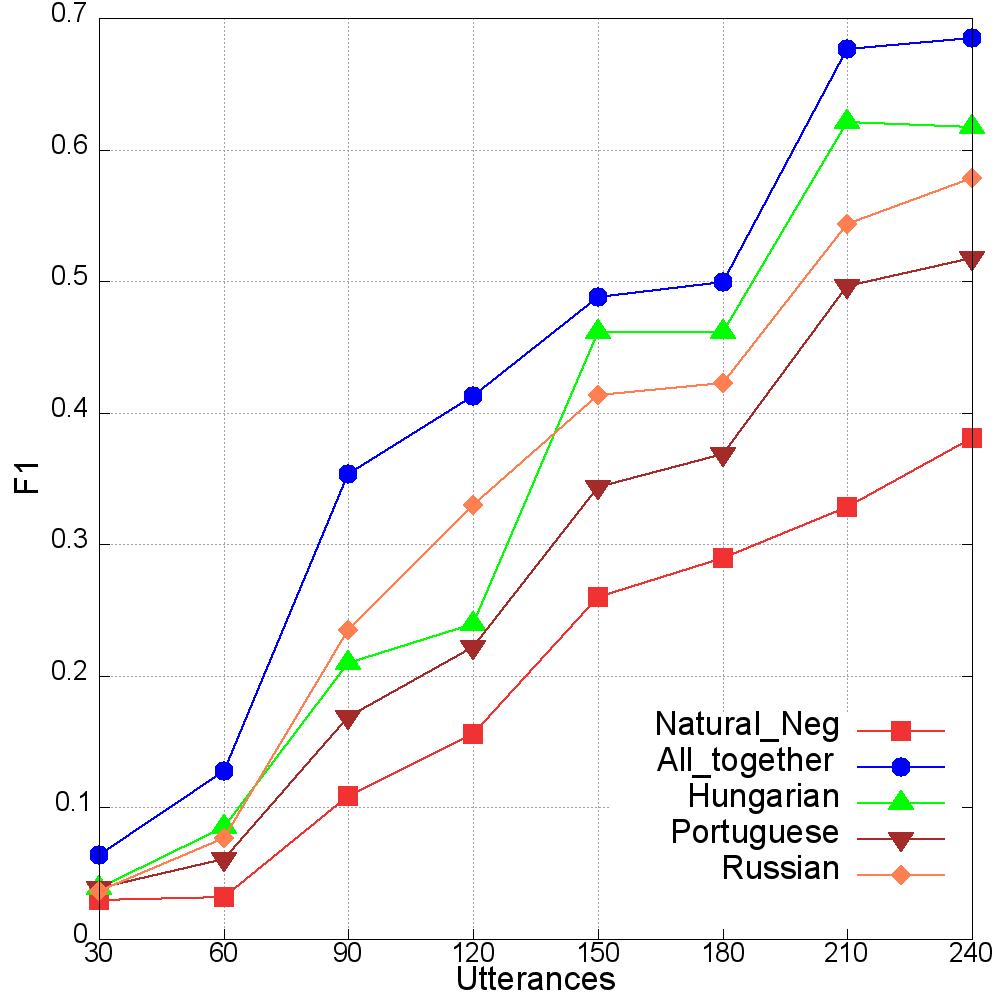 0.7
0.6
0.5
0.4
0.3
0.2
0.1
0
F1
30 60 90 120 150 180 210 240
Utterances
Natural_Neg
All_together
Hungarian
Portuguese
Russian